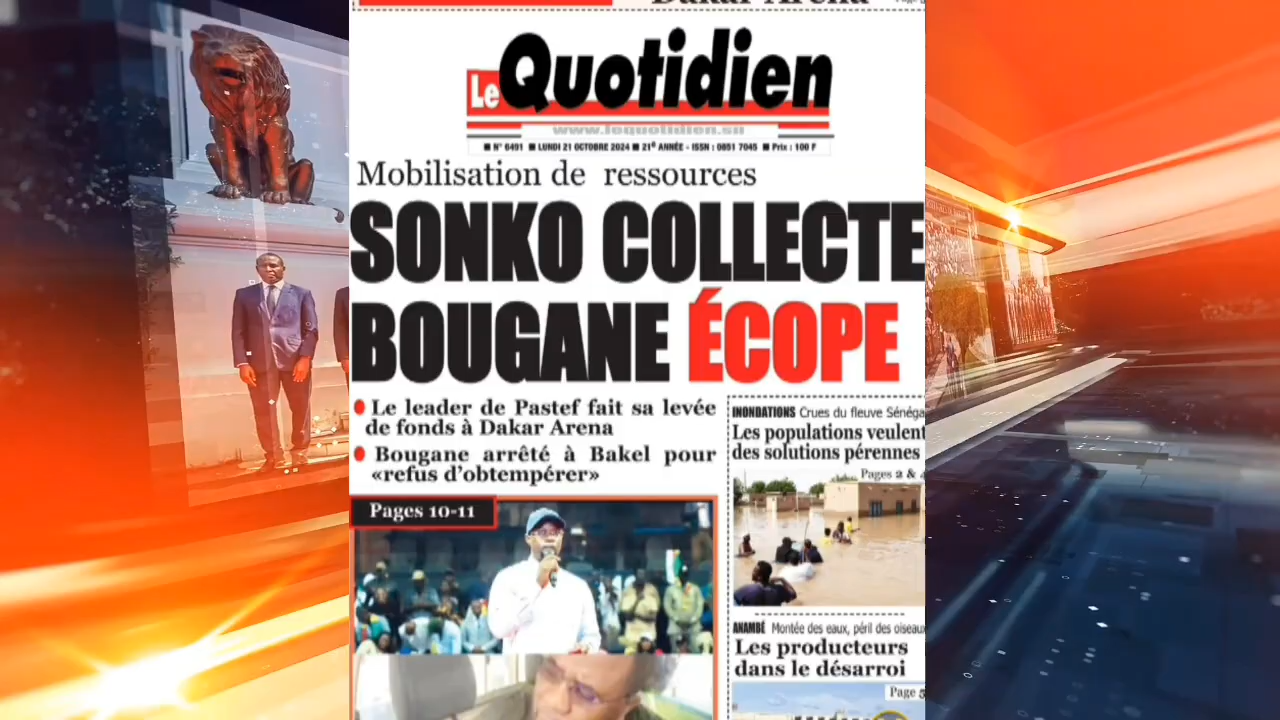 Dakar Arena
Le Quotidien
www.lequotidien.sn
■ N° 6491 ■ LUNDI 21 OCTOBRE 2024 ■ 21e ANNÉE - ISSN : 0851 7045 ■ Prix : 100 F
Mobilisation de ressources
SONKO COLLECTE
BOUGANE ÉCOPE
Le leader de Pastef fait sa levée
de fonds à Dakar Arena
Bougane arrêté à Bakel pour
«refus d'obtempérer»
Pages 10-11
INONDATIONS Crues du fleuve Sénéga
Les populations veulent
des solutions pérennes
Pages 2 &
ANAMBÉ Montée des eaux, péril des oiseau
Les producteurs
dans le désarroi
Page 5